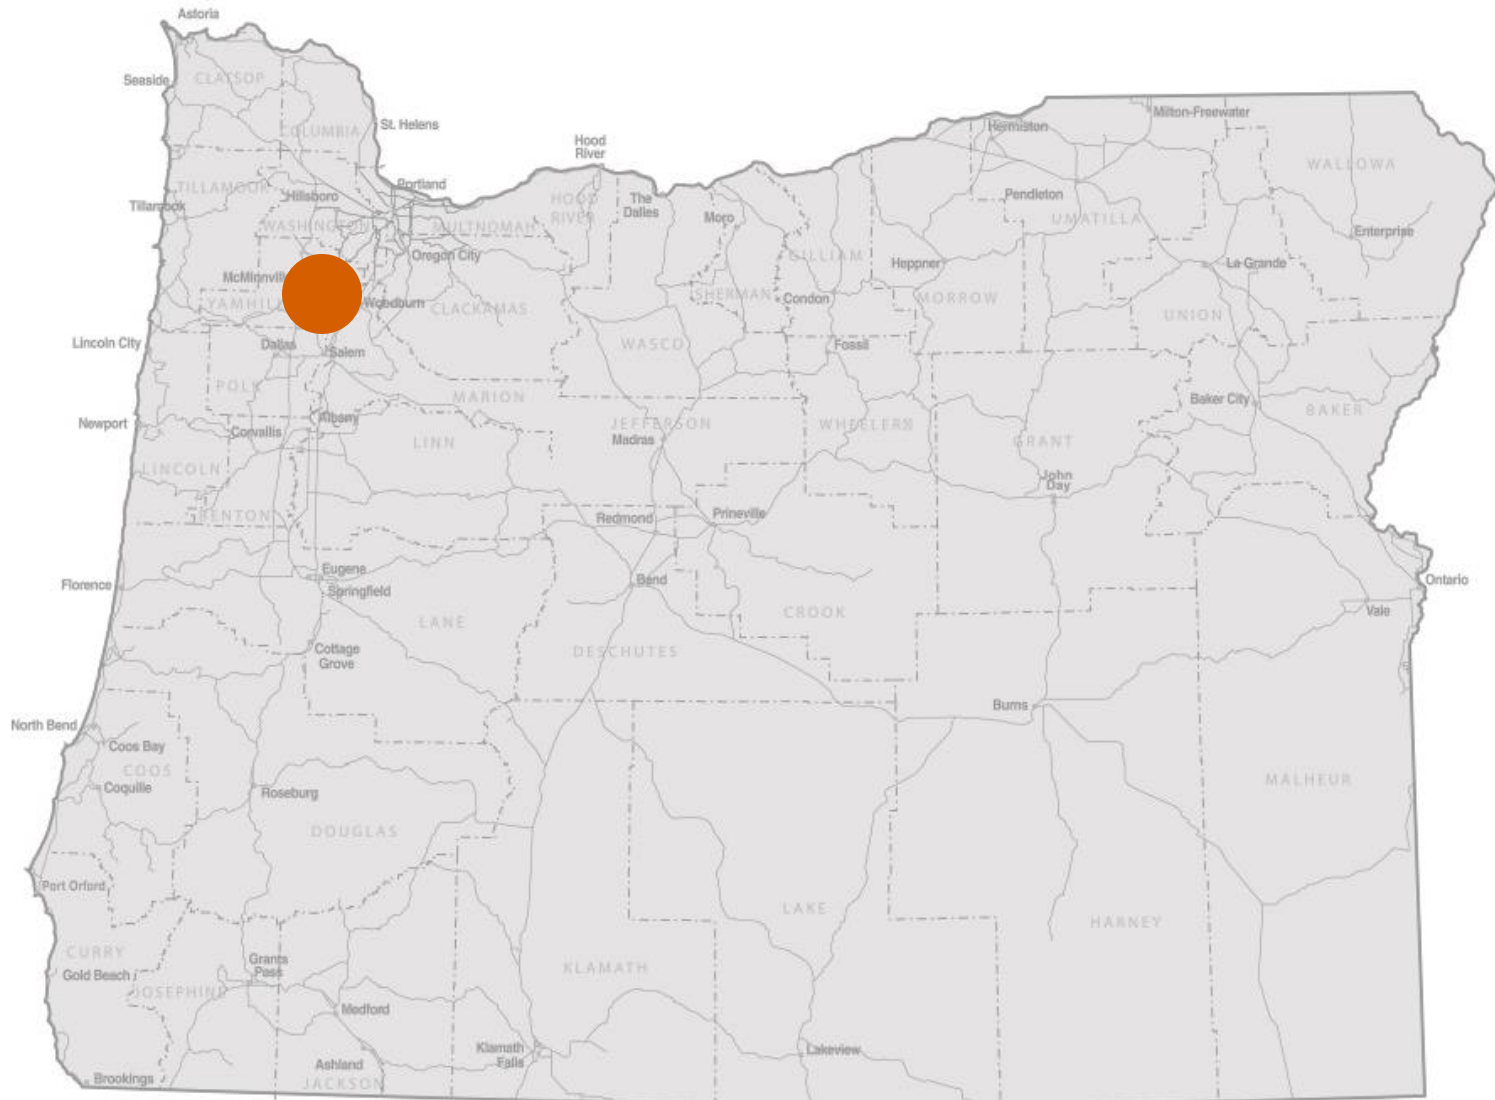 Astoria
Seaside
CLATSOP
COLUMBIA
St. Helens
Hood
River
Milton-Freewater
Hermiston
WALLOWA
TILLAMOOK
Hillsboro
Portland
Pendleton
Tillamook
HOOD
RIVER
The
Dalles
Moro
UMATILLA
WASHINGTON
MULTNOMAH
Enterprise
Oregon City
GILLIAM
Heppner
La Grande
YAMHILL
Woodburn
CLACKAMAS
SHERMAN
Condon
MORROW
UNION
Lincoln City
Dallas
Salem
WASCO
Fossil
POLK
MARION
Baker City
BAKER
Newport
Albany
Corvallis
LINN
JEFFERSON
Madras
GRANT
LINCOLN
John
Day
BENTON
Redmond
Prineville
Florence
Eugene
Springfield
Bend
Ontario
Vale
LANE
CROOK
Cottage
Grove
DESCHUTES
North Bend
Coos Bay
COOS
Coquille
Burns
Roseburg
MALHEUR
DOUGLAS
Port Orford
LAKE
HARNEY
CURRY
Gold Beach
Grants
Pass
KLAMATH
JOSEPHINE
Medford
Klamath
Falls
Lakeview
Ashland
JACKSON
Brookings